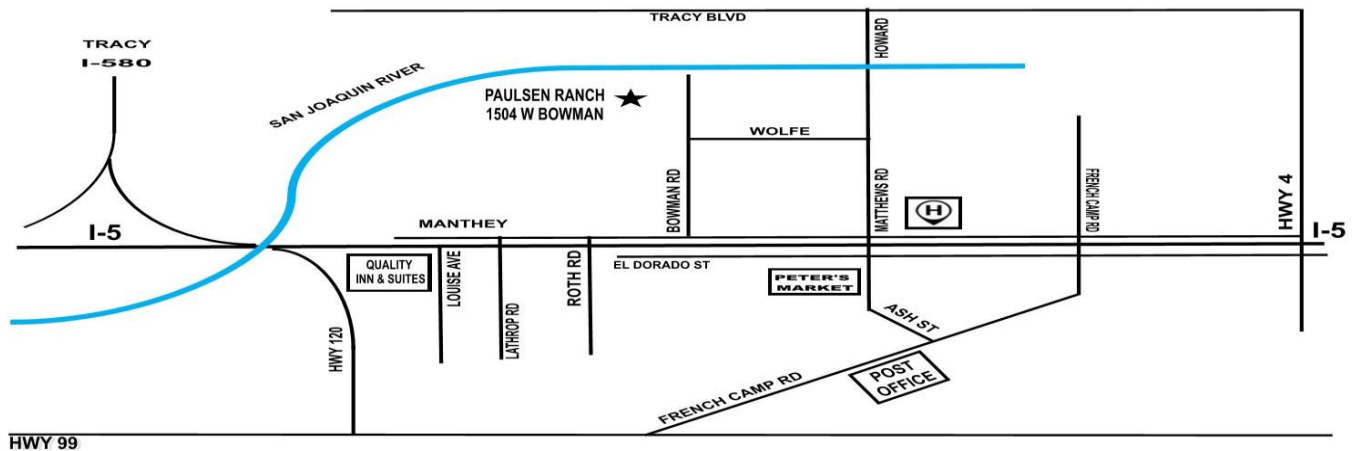 TRACY BLVD
TRACY
I-580
HOWARD
SAN JOAQUIN RIVER
PAULSEN RANCH
1504 W BOWMAN
WOLFE
BOWMAN RD
MATTHEWS RD
FRENCH CAMP RD
HWY 4
H
MANTHEY
I-5
I-5
EL DORADO ST
QUALITY
INN & SUITES
LOUISE AVE
LATHROP RD
ROTH RD
PETER'S
MARKET
ASH ST
HWY 120
POST
OFFICE
FRENCH CAMP RD
HWY 99